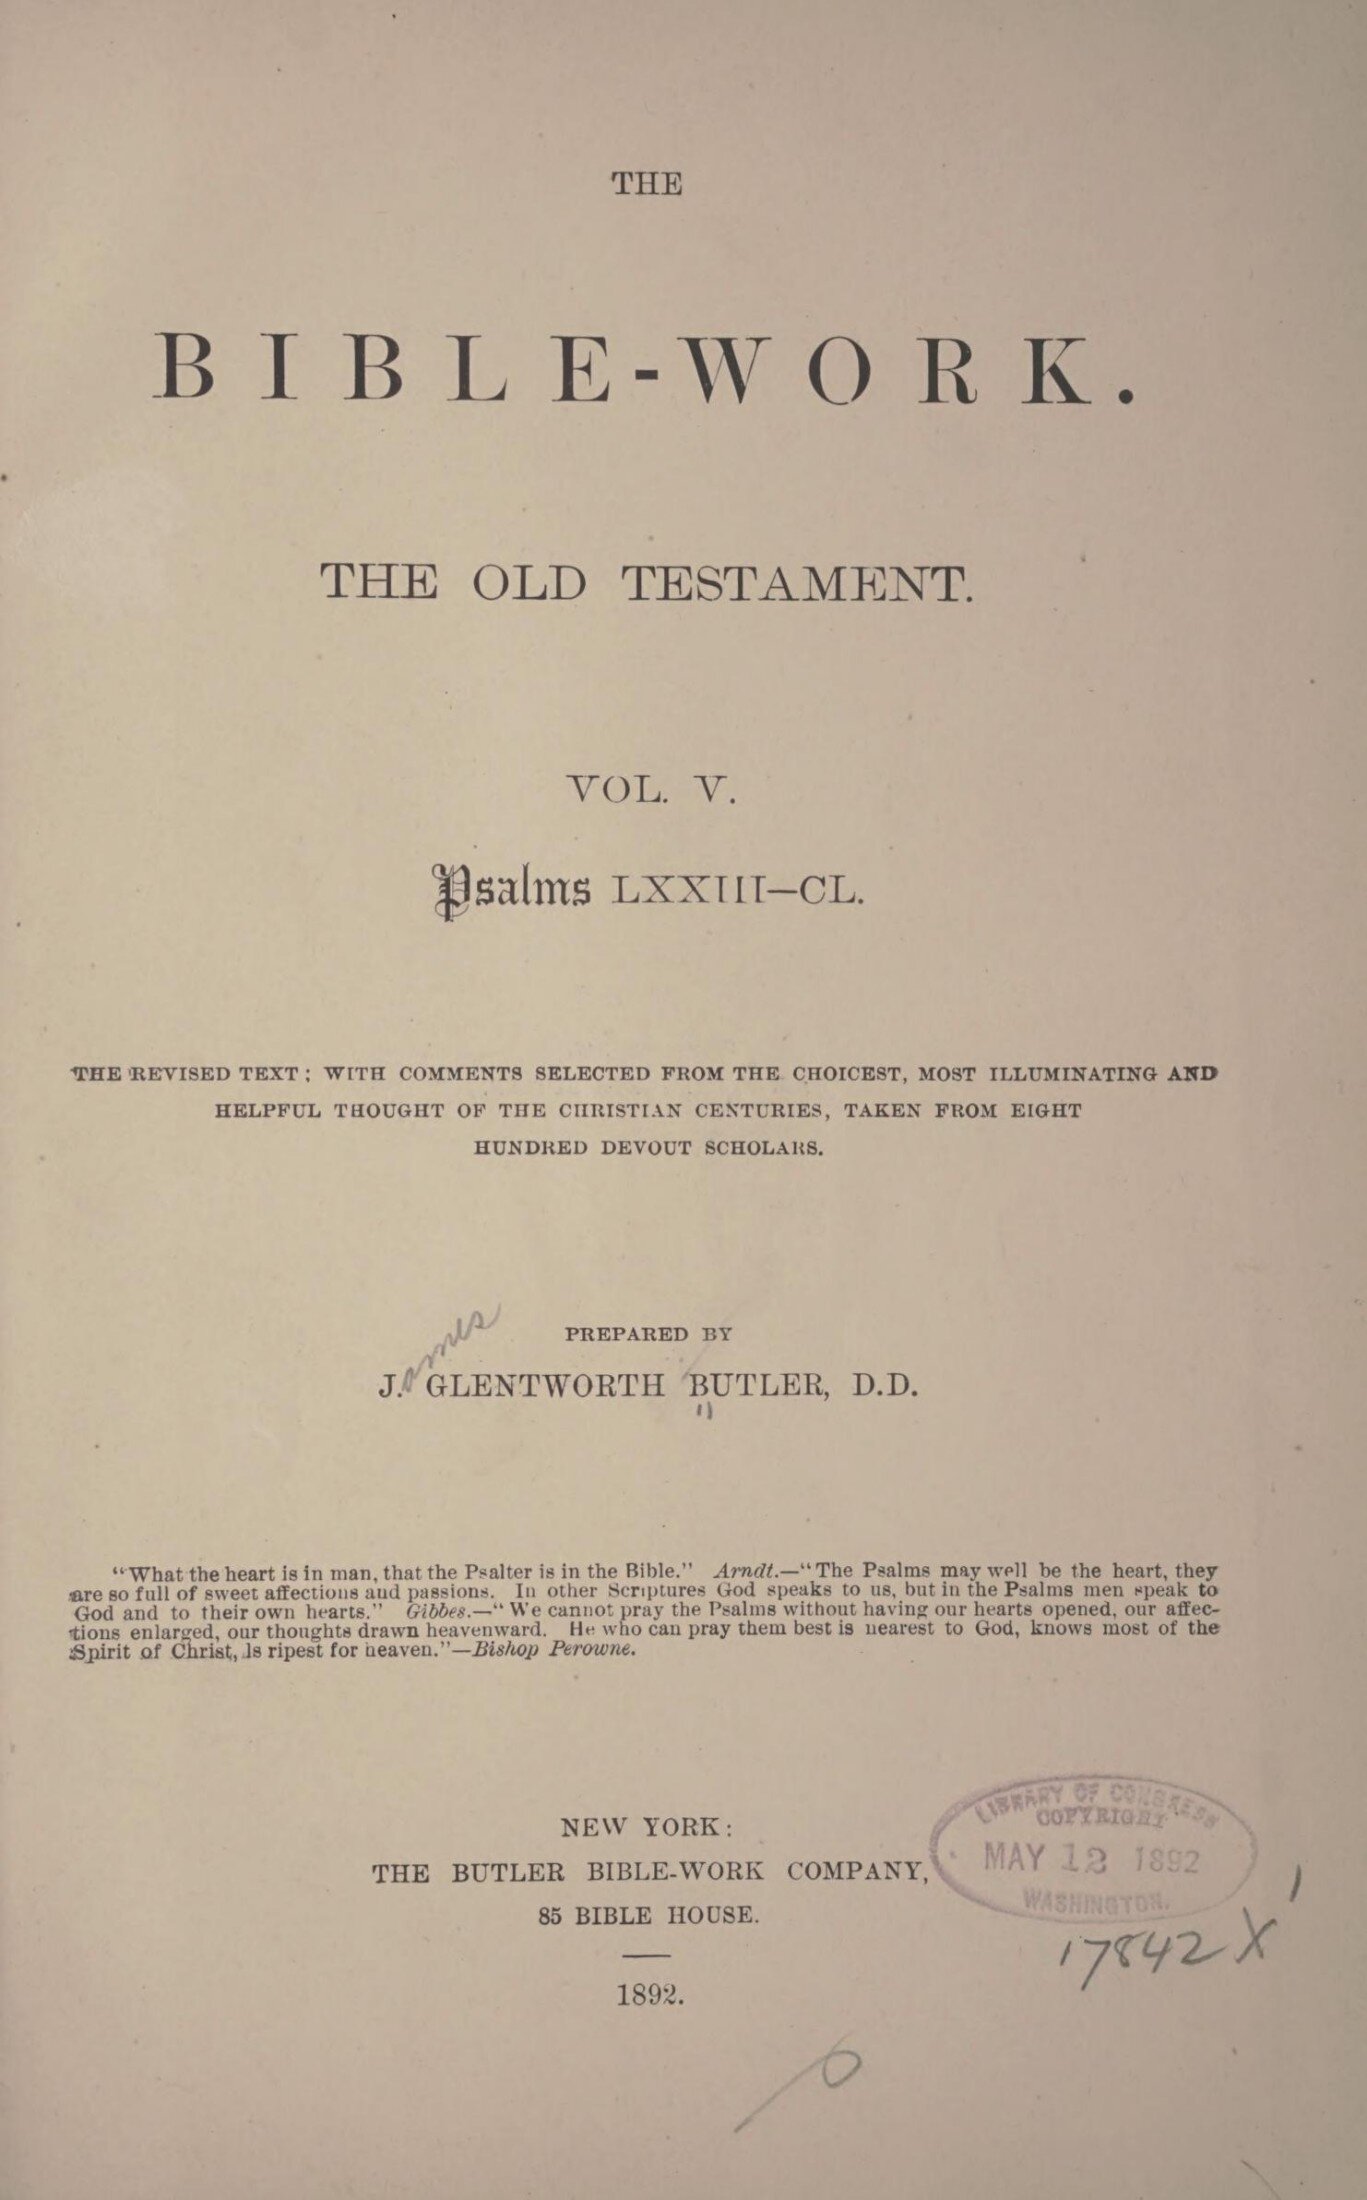 THE
BIBLE-WORK.
THE OLD TESTAMENT.
VOL. V.
Psalms LXXIII–CL.
THE REVISED TEXT; WITH COMMENTS SELECTED FROM THE CHOICEST, MOST ILLUMINATING AND
HELPFUL THOUGHT OF THE CHRISTIAN CENTURIES, TAKEN FROM EIGHT
HUNDRED DEVOUT SCHOLARS.
PREPARED BY
ames
J. GLENTWORTH BUTLER, D.D.
"What the heart is in man, that the Psalter is in the Bible." Arndt.—"The Psalms may well be the heart, they
are so full of sweet affections and passions. In other Scriptures God speaks to us, but in the Psalms men speak to
God and to their own hearts." Gibbes.—"We cannot pray the Psalms without having our hearts opened, our affec-
tions enlarged, our thoughts drawn heavenward. He who can pray them best is nearest to God, knows most of the
Spirit of Christ, is ripest for heaven."—Bishop Perowne.
NEW YORK:
THE BUTLER BIBLE-WORK COMPANY,
85 BIBLE HOUSE.
1892.
LIBRARY OF CONGRESS
COPYRIGHT
MAY 12 1892
WASHINGTON.
17842 X